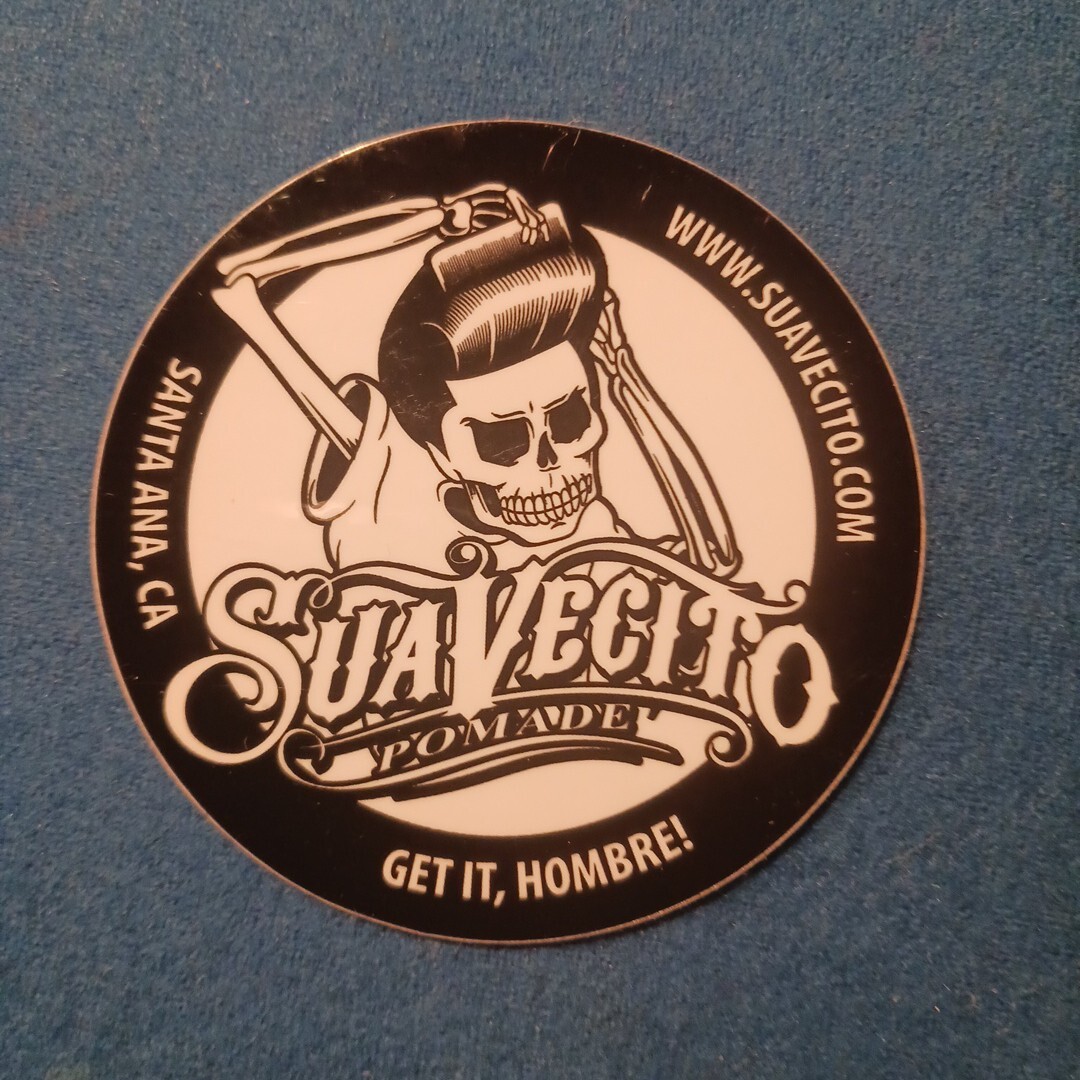 WWW.SUAVECITO.COM
SANTA ANA, CA
SUAVECITO
POMADE
GET IT, HOMBRE!